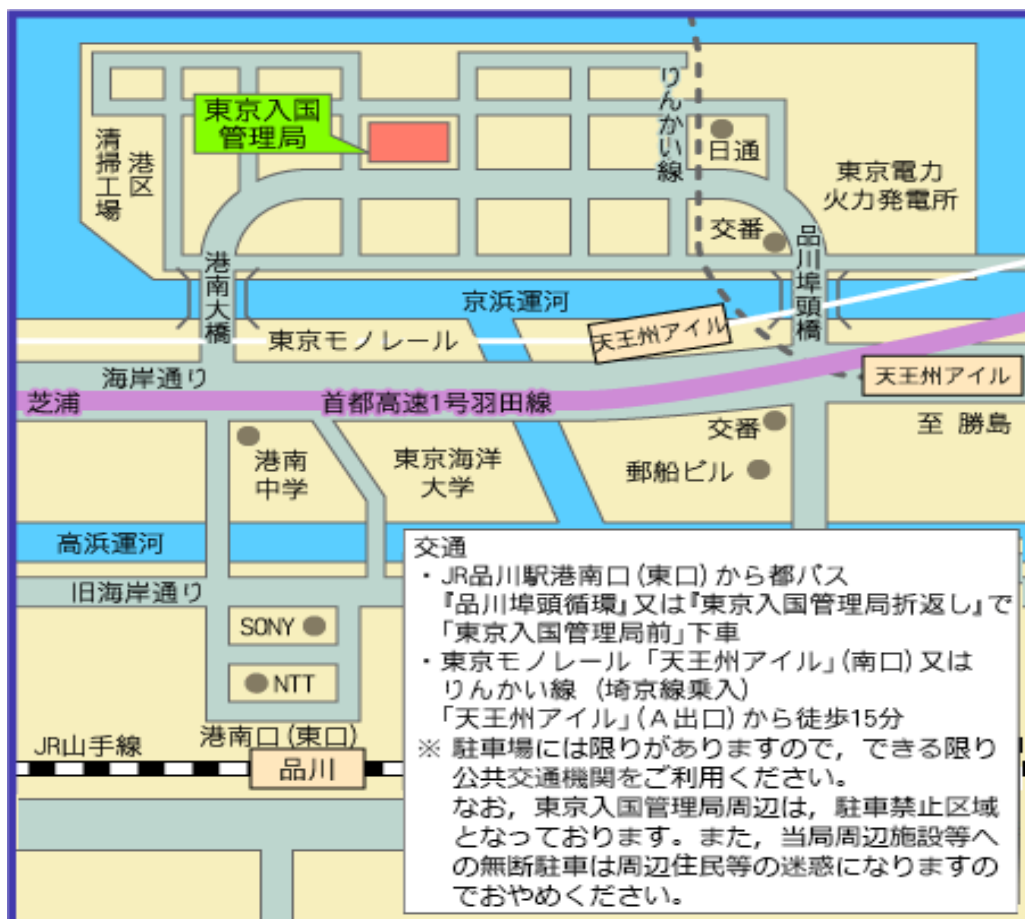 東京入国
管理局
港区
清掃工場
りんかい線
日通
東京電力
火力発電所
交番
品川埠頭橋
港南大橋
京浜運河
東京モノレール
天王州アイル
海岸通り
天王州アイル
芝浦
首都高速1号羽田線
港南
中学
東京海洋
大学
交番
至 勝島
郵船ビル
高浜運河
旧海岸通り
SONY
NTT
港南口(東口)
JR山手線
品川
交通
・JR品川駅港南口(東口)から都バス
『品川埠頭循環』又は『東京入国管理局折返し』で
「東京入国管理局前」下車
・東京モノレール「天王州アイル」(南口)又は
りんかい線 (埼京線乗入)
「天王州アイル」(A出口)から徒歩15分
※ 駐車場には限りがありますので，できる限り
公共交通機関をご利用ください。
なお，東京入国管理局周辺は，駐車禁止区域
となっております。また，当局周辺施設等へ
の無断駐車は周辺住民等の迷惑になりますの
でおやめください。